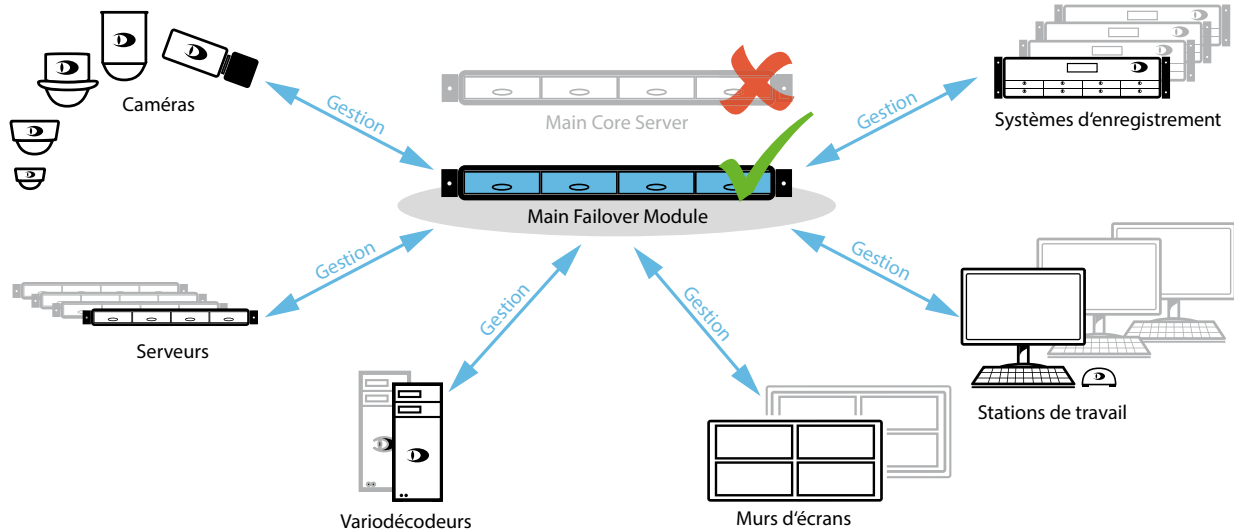 Caméras
Gestion
Main Core Server
Gestion
Systèmes d‘enregistrement
Main Failover Module
Gestion
Gestion
Serveurs
Gestion
Gestion
Stations de travail
Variodécodeurs
Murs d‘écrans